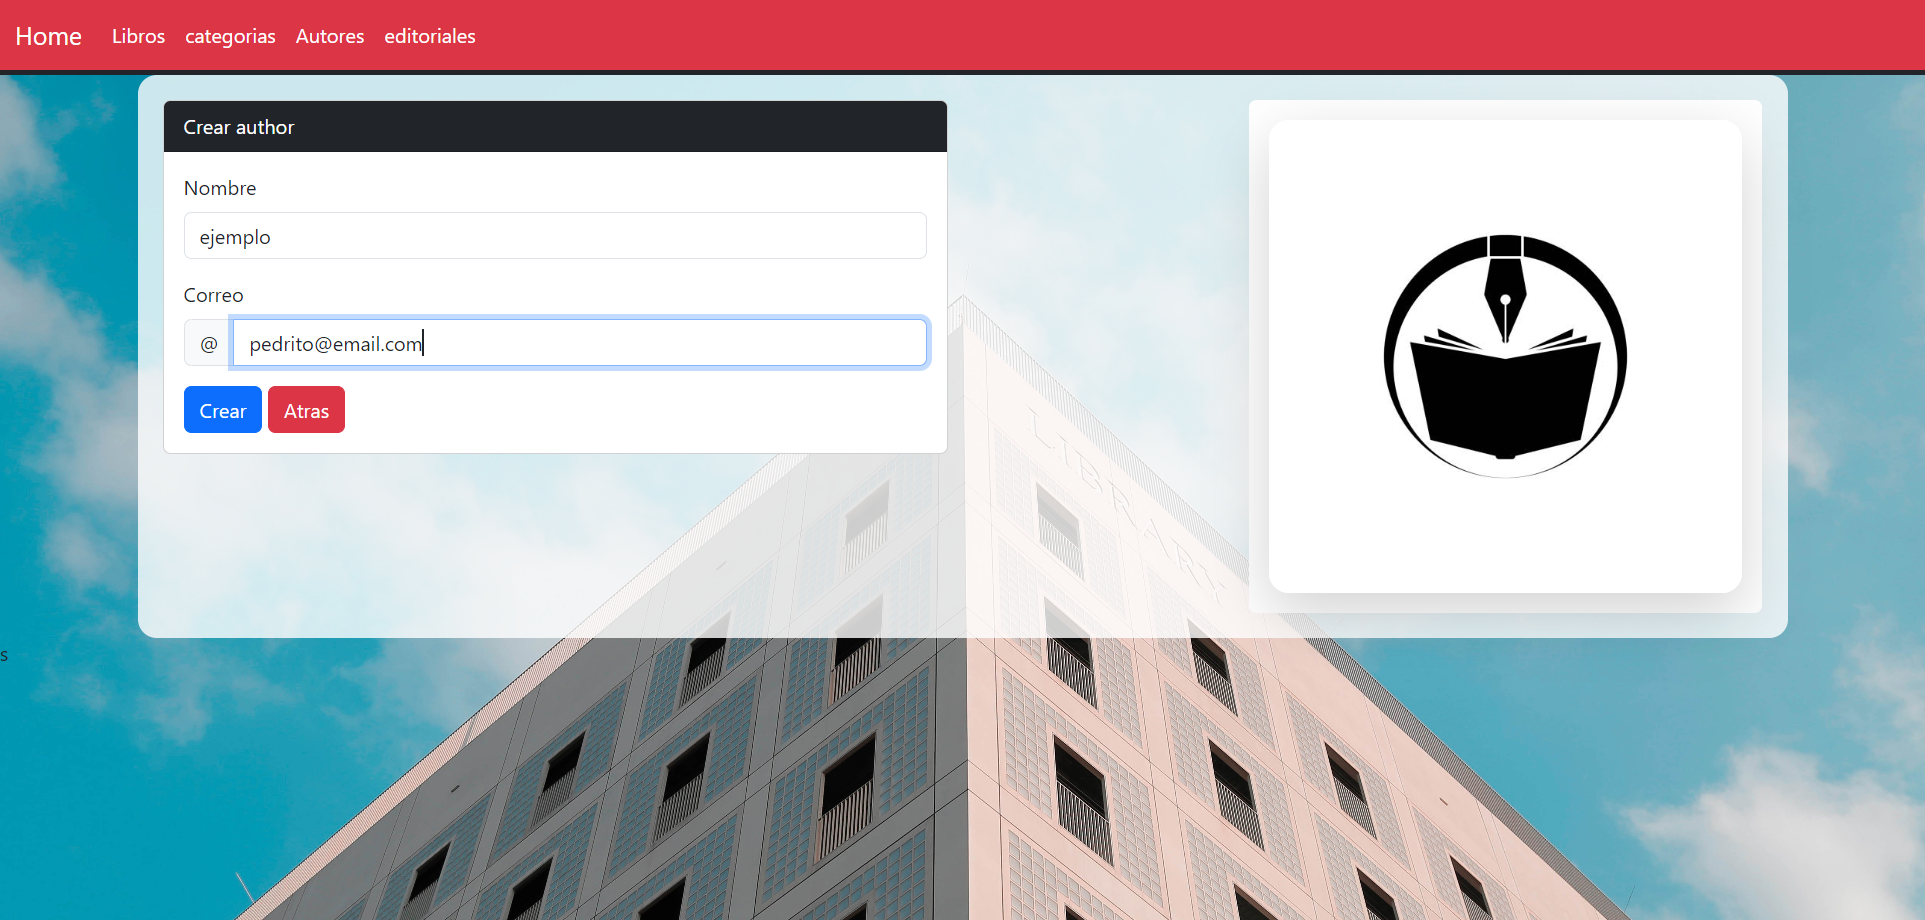 Home Libros categorias Autores editoriales
Crear author
Nombre
ejemplo
Correo
@ pedrito@email.com
Crear Atras
LIBRARY
s